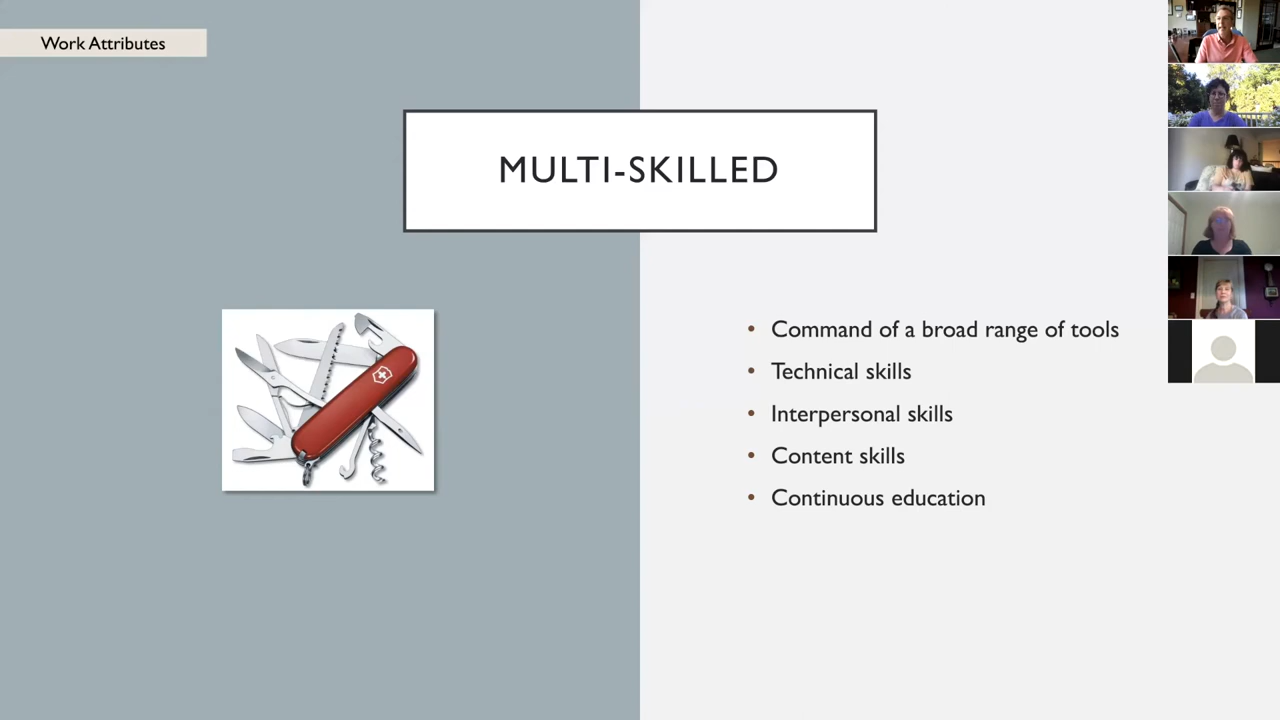 Work Attributes
MULTI-SKILLED
• Command of a broad range of tools
• Technical skills
• Interpersonal skills
• Content skills
• Continuous education